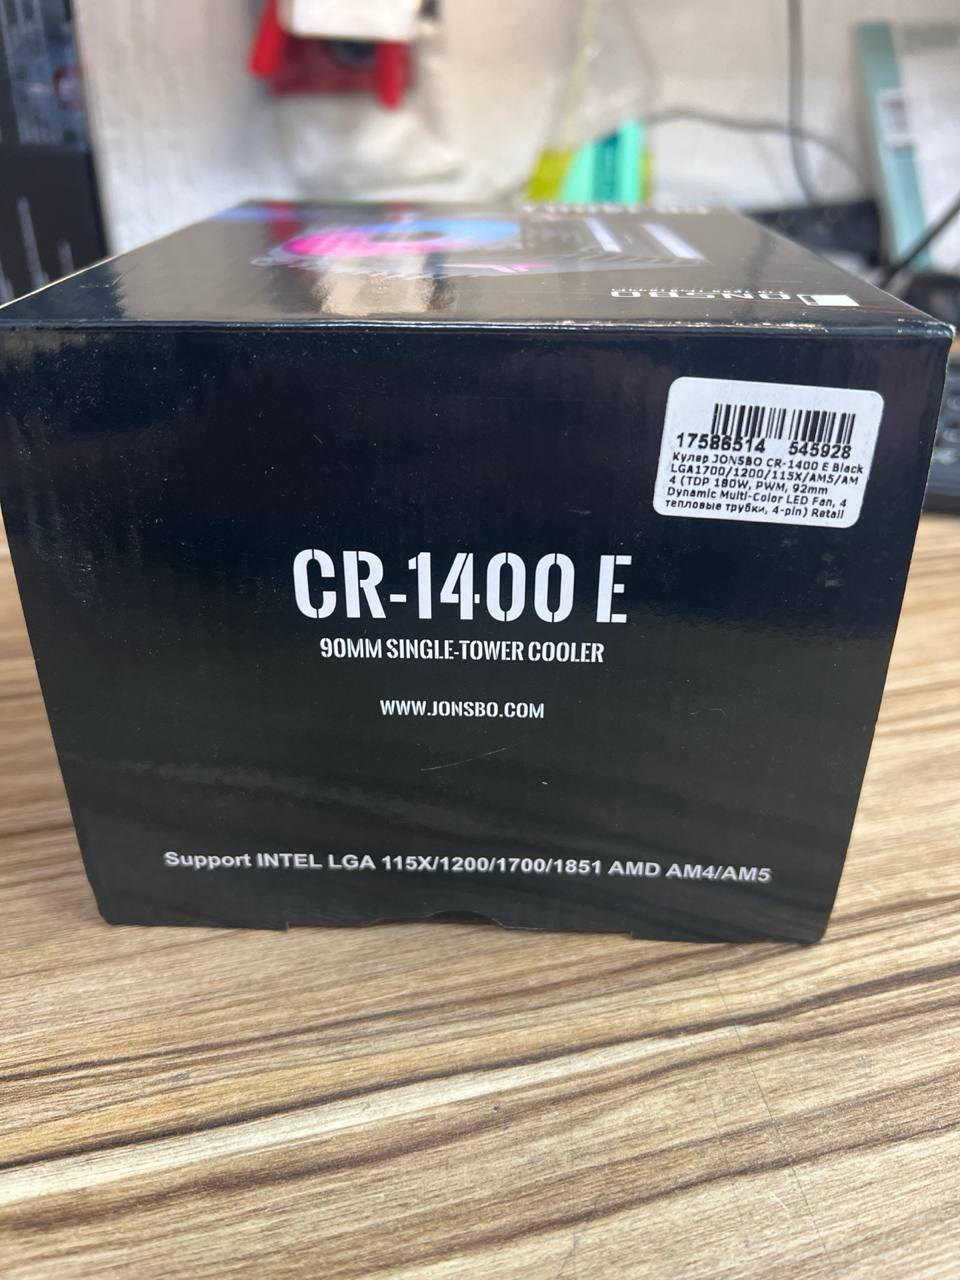 JONSBO
17586514 545928
Кулер JONSBO CR-1400 E Black
LGA1700/1200/115X/AM5/AM
4 (TDP 180W, PWM, 92mm
Dynamic Multi-Color LED Fan, 4
тепловые трубки, 4-pin) Retail
CR-1400 E
90MM SINGLE-TOWER COOLER
WWW.JONSBO.COM
Support INTEL LGA 115X/1200/1700/1851 AMD AM4/AM5